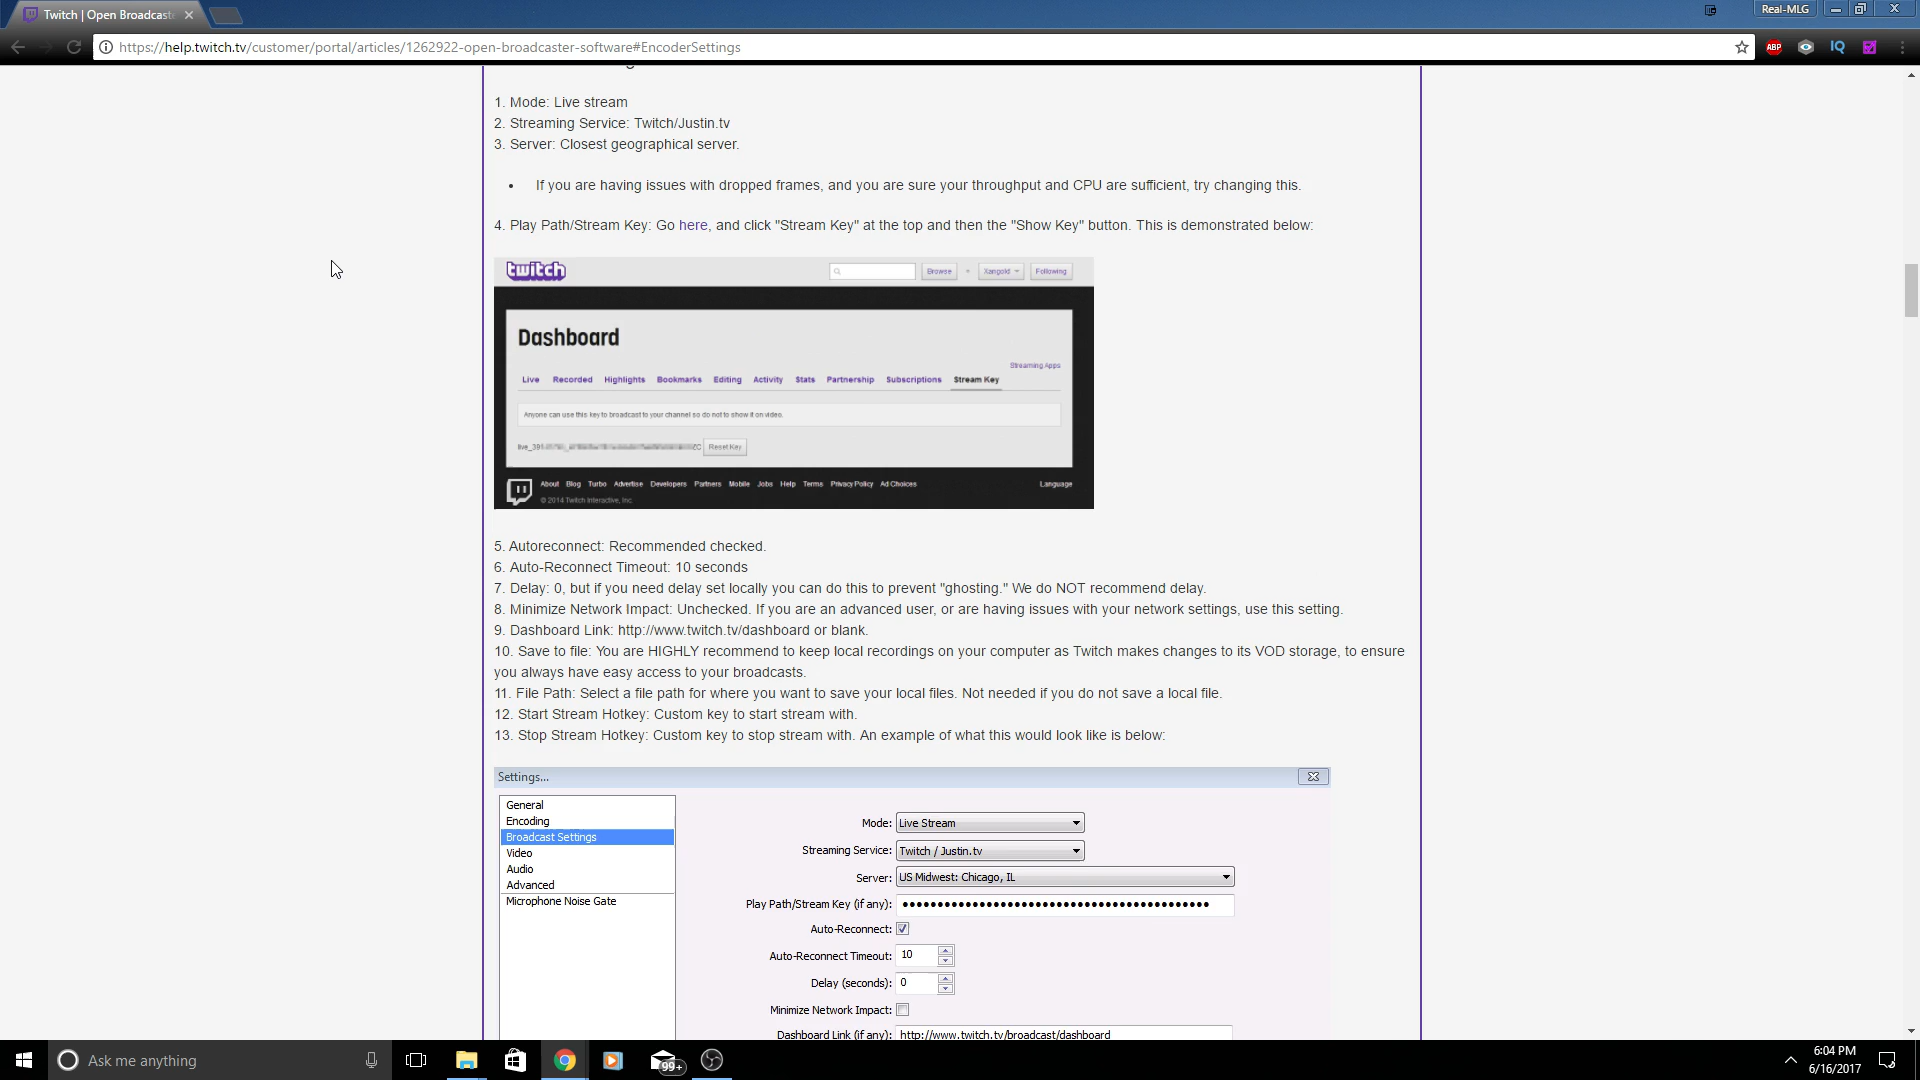 Twitch | Open Broadcaste
Real-MLG
https://help.twitch.tv/customer/portal/articles/1262922-open-broadcaster-software#EncoderSettings
ABP
IQ
1. Mode: Live stream
2. Streaming Service: Twitch/Justin.tv
3. Server: Closest geographical server.
• If you are having issues with dropped frames, and you are sure your throughput and CPU are sufficient, try changing this.
4. Play Path/Stream Key: Go here, and click "Stream Key" at the top and then the "Show Key" button. This is demonstrated below:
twitch
Browse
Xangold
Following
Dashboard
Streaming Apps
Live Recorded Highlights Bookmarks Editing Activity Stats Partnership Subscriptions Stream Key
Anyone can use this key to broadcast to your channel so do not to show it on video.
Reset Key
About Blog Turbo Advertise Developers Partners Mobile Jobs Help Terms Privacy Policy Ad Choices Language
© 2014 Twitch Interactive, Inc.
5. Autoreconnect: Recommended checked.
6. Auto-Reconnect Timeout: 10 seconds
7. Delay: 0, but if you need delay set locally you can do this to prevent "ghosting." We do NOT recommend delay.
8. Minimize Network Impact: Unchecked. If you are an advanced user, or are having issues with your network settings, use this setting.
9. Dashboard Link: http://www.twitch.tv/dashboard or blank.
10. Save to file: You are HIGHLY recommend to keep local recordings on your computer as Twitch makes changes to its VOD storage, to ensure
you always have easy access to your broadcasts.
11. File Path: Select a file path for where you want to save your local files. Not needed if you do not save a local file.
12. Start Stream Hotkey: Custom key to start stream with.
13. Stop Stream Hotkey: Custom key to stop stream with. An example of what this would look like is below:
Settings...
General
Encoding
Broadcast Settings
Video
Audio
Advanced
Microphone Noise Gate
Mode: Live Stream
Streaming Service: Twitch / Justin.tv
Server: US Midwest: Chicago, IL
Play Path/Stream Key (if any): ••••••••••••••••••••••••••••••••••••••••••••
Auto-Reconnect:
Auto-Reconnect Timeout: 10
Delay (seconds): 0
Minimize Network Impact:
Dashboard Link (if any): http://www.twitch.tv/broadcast/dashboard
Ask me anything
99+
6:04 PM
6/16/2017